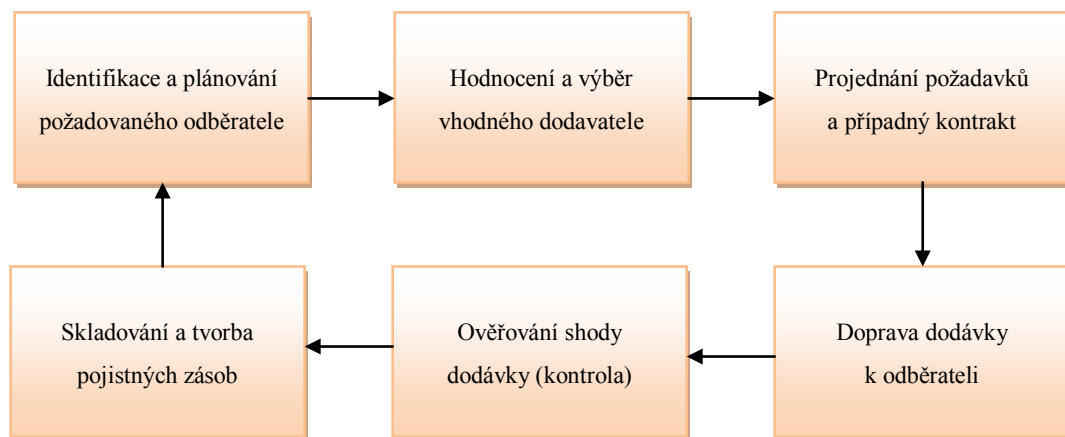 Identifikace a plánování
požadovaného odběratele
Hodnocení a výběr
vhodného dodavatele
Projednání požadavků
a případný kontrakt
Doprava dodávky
k odběrateli
Ověřování shody
dodávky (kontrola)
Skladování a tvorba
pojistných zásob